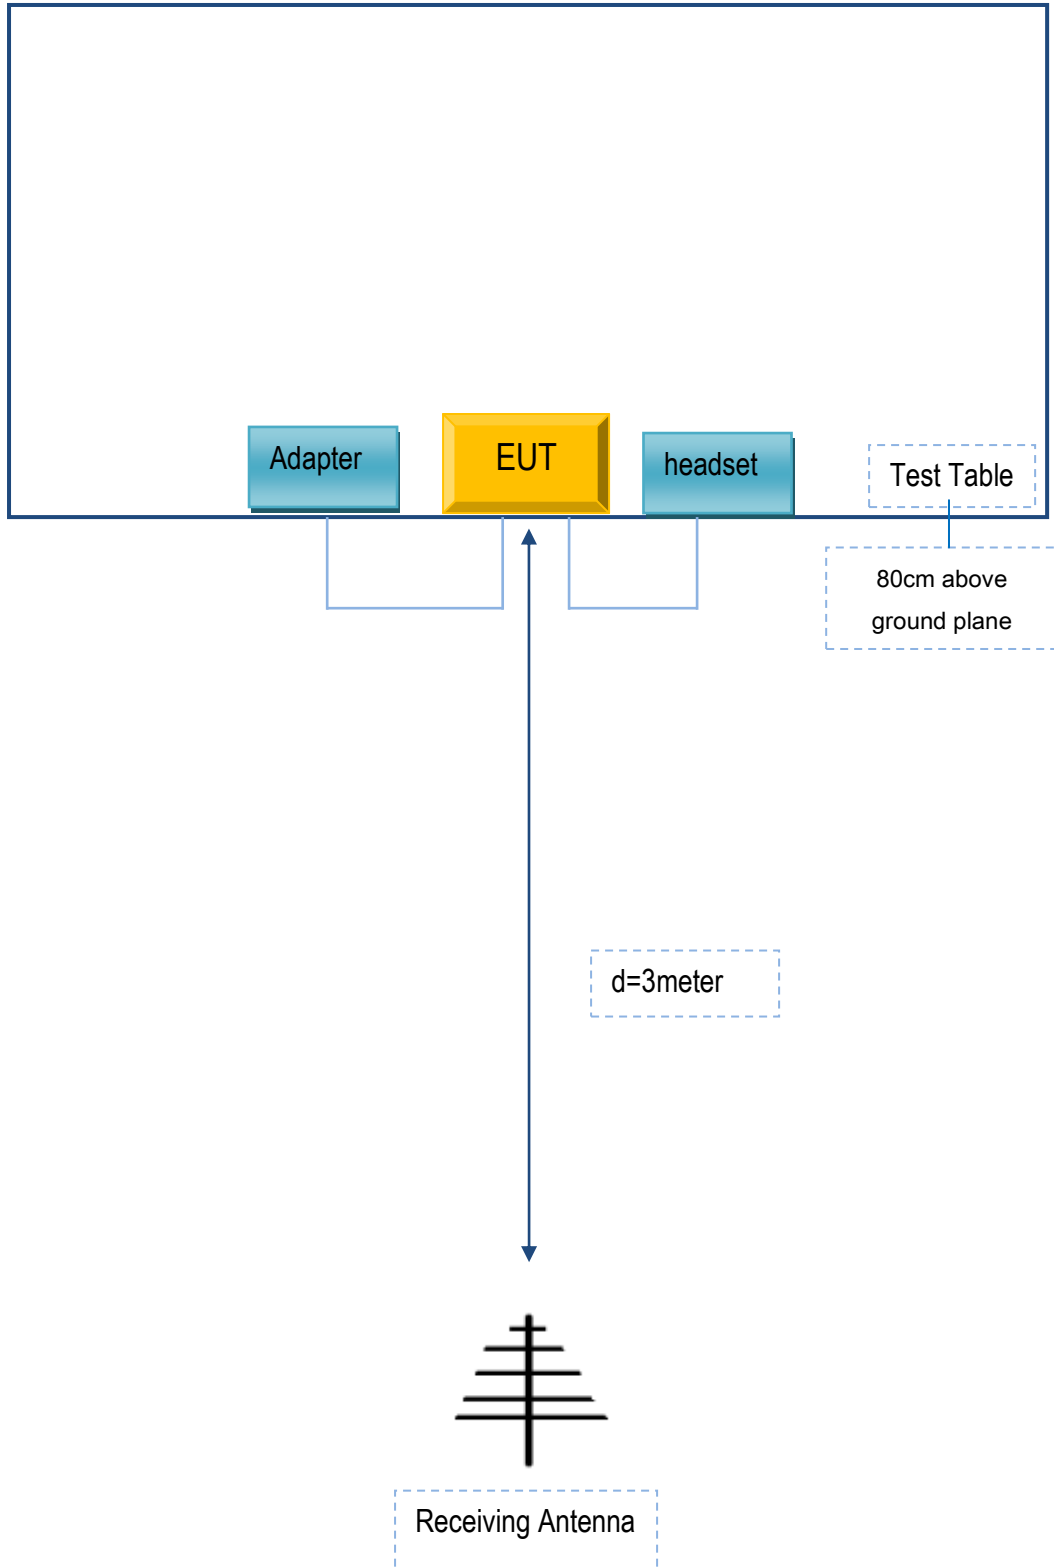 Adapter
EUT
headset
Test Table
80cm above
ground plane
d=3meter
Receiving Antenna